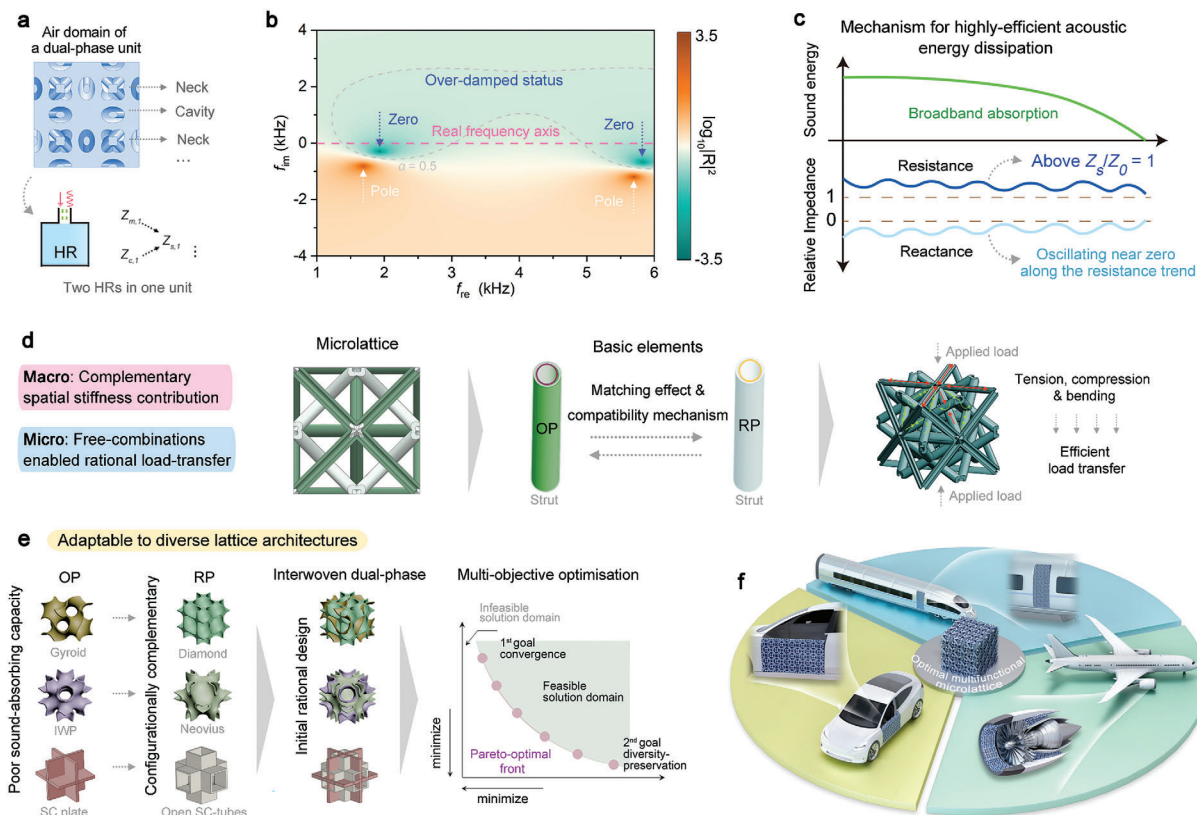 a
Air domain of
a dual-phase unit
Neck
Cavity
Neck
...
HR
Zm,1
Zc,1
Zs,1
⋮
Two HRs in one unit
b
4
2
0
-2
-4
fim (kHz)
Over-damped status
Zero
Real frequency axis
Zero
α = 0.5
Pole
Pole
1
2
3
4
5
6
fre (kHz)
3.5
log10|R|²
-3.5
c
Mechanism for highly-efficient acoustic
energy dissipation
Sound energy
Broadband absorption
Relative Impedance
Resistance
Above Zs/Z0 = 1
1
0
Reactance
Oscillating near zero
along the resistance trend
d
Macro: Complementary
spatial stiffness contribution
Micro: Free-combinations
enabled rational load-transfer
Microlattice
Basic elements
Matching effect &
compatibility mechanism
OP
RP
Strut
Strut
Applied load
Tension, compression
& bending
Efficient
load transfer
Applied load
e
Adaptable to diverse lattice architectures
Poor sound-absorbing capacity
OP
Gyroid
IWP
SC plate
Configurationally complementary
RP
Diamond
Neovius
Open SC-tubes
Interwoven dual-phase
Initial rational design
Multi-objective optimisation
Infeasible
solution domain
1st goal
convergence
Feasible
solution domain
2nd goal
diversity-
preservation
Pareto-optimal
front
minimize
minimize
f
Optimal multifunctional
microlattice